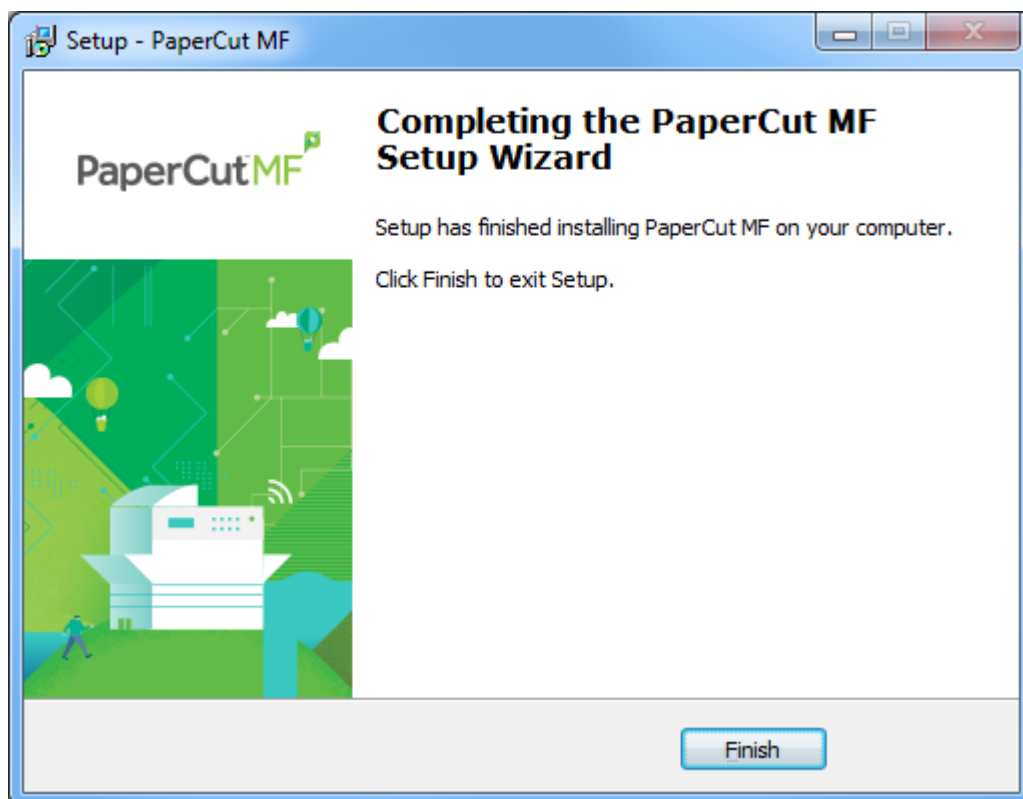 Setup - PaperCut MF
PaperCut MF
Completing the PaperCut MF
Setup Wizard
Setup has finished installing PaperCut MF on your computer.
Click Finish to exit Setup.
Finish